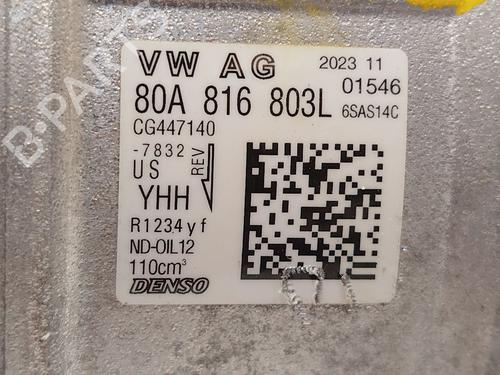 B-PARTS
VW AG
2023 11
01546
80A 816 803L
6SAS14C
CG447140
-7832
US
REV
YHH
R1234yf
ND-OIL12
110cm³
DENSO